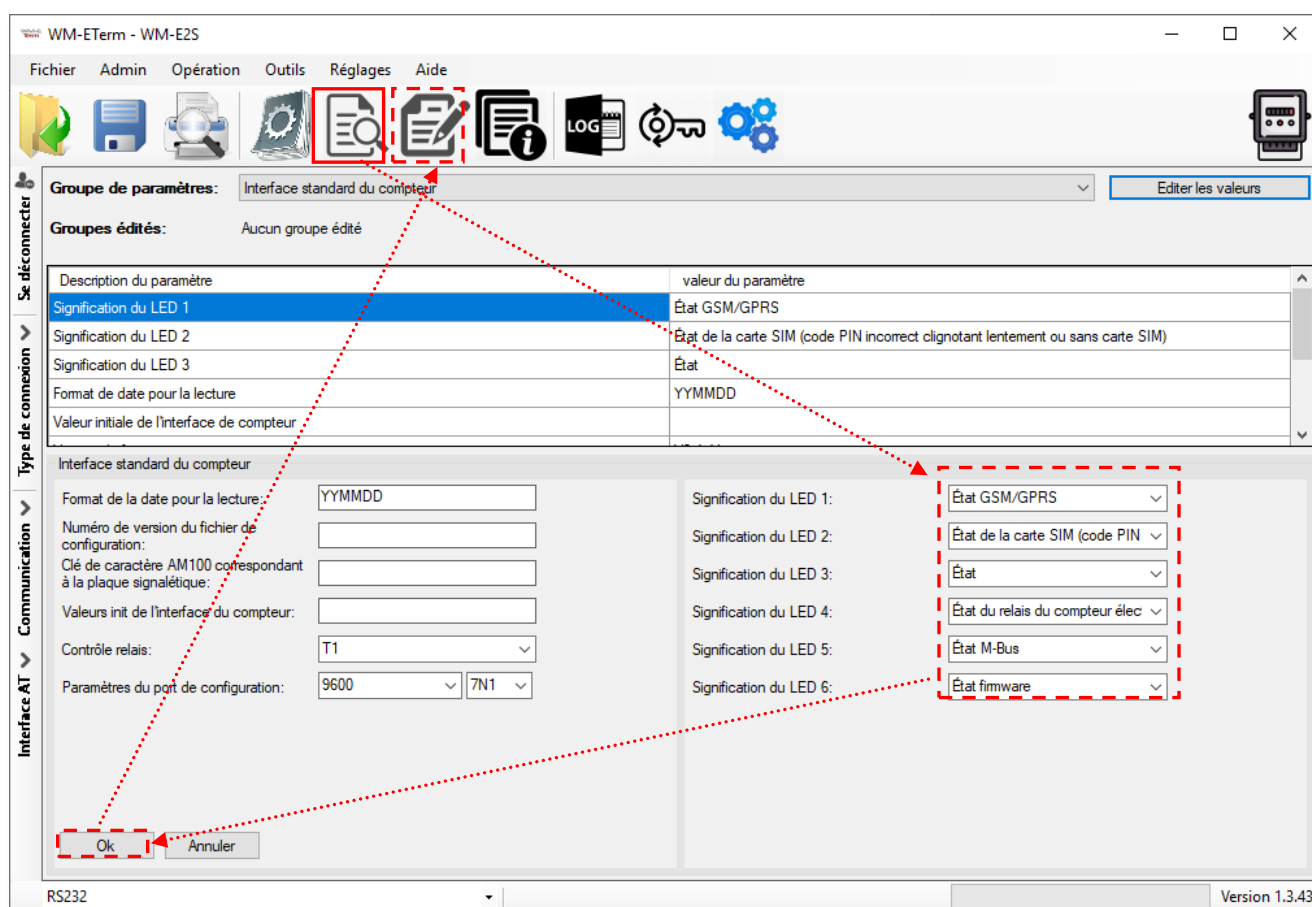 WM-ETerm - WM-E2S
Fichier Admin Opération Outils Réglages Aide
LOG
Groupe de paramètres: Interface standard du compteur Editer les valeurs
Groupes édités: Aucun groupe édité
Se déconnecter
Type de connexion
Communication
Interface AT
Description du paramètre valeur du paramètre
Signification du LED 1 État GSM/GPRS
Signification du LED 2 État de la carte SIM (code PIN incorrect clignotant lentement ou sans carte SIM)
Signification du LED 3 État
Format de date pour la lecture YYMMDD
Valeur initiale de l'interface de compteur
Interface standard du compteur
Format de la date pour la lecture: YYMMDD
Numéro de version du fichier de
configuration:
Clé de caractère AM100 correspondant
à la plaque signalétique:
Valeurs init de l'interface du compteur:
Contrôle relais: T1
Paramètres du port de configuration: 9600 7N1
Signification du LED 1: État GSM/GPRS
Signification du LED 2: État de la carte SIM (code PIN
Signification du LED 3: État
Signification du LED 4: État du relais du compteur élec
Signification du LED 5: État M-Bus
Signification du LED 6: État firmware
Ok Annuler
RS232 Version 1.3.43